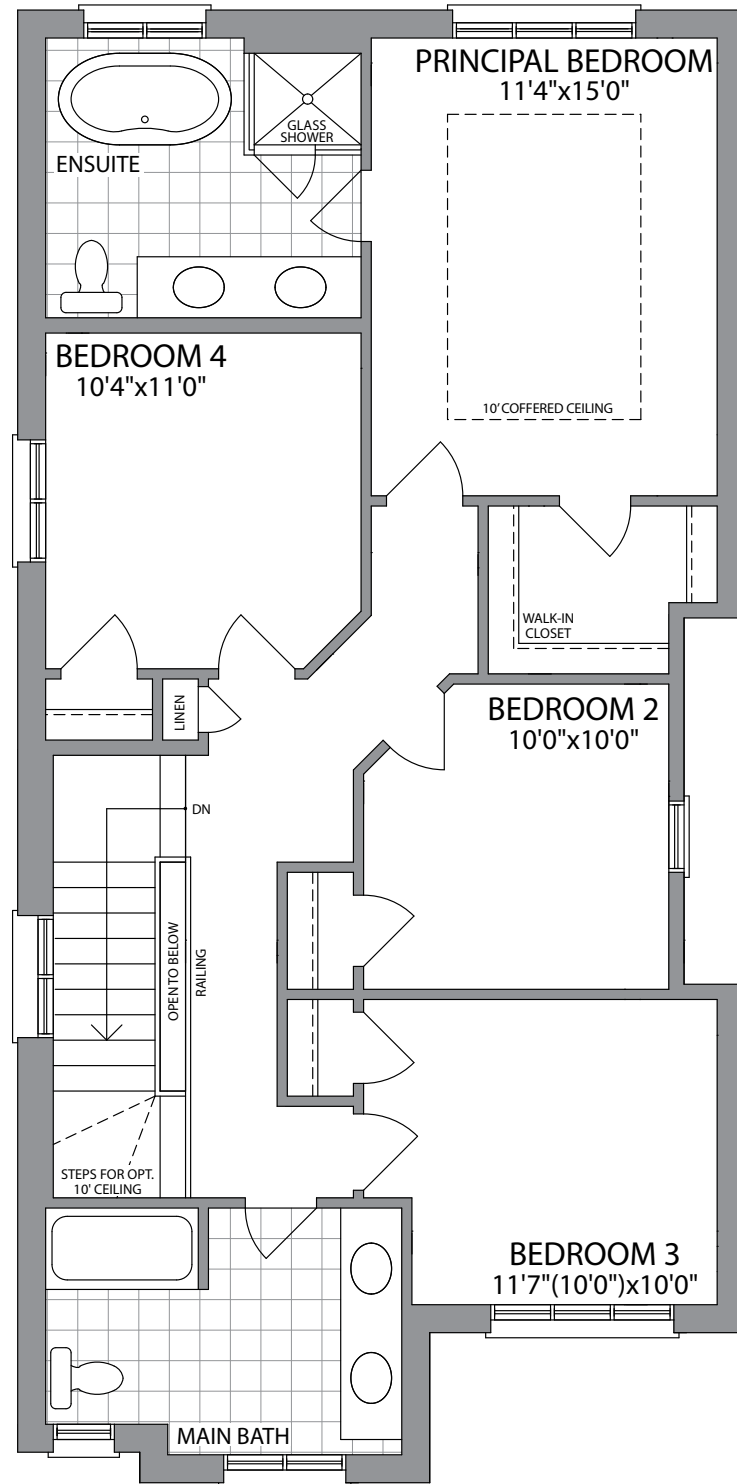 PRINCIPAL BEDROOM
11'4"x15'0"
GLASS
SHOWER
ENSUITE
BEDROOM 4
10'4"x11'0"
10' COFFERED CEILING
WALK-IN
CLOSET
LINEN
BEDROOM 2
10'0"x10'0"
DN
OPEN TO BELOW
RAILING
STEPS FOR OPT.
10' CEILING
BEDROOM 3
11'7"(10'0")x10'0"
MAIN BATH